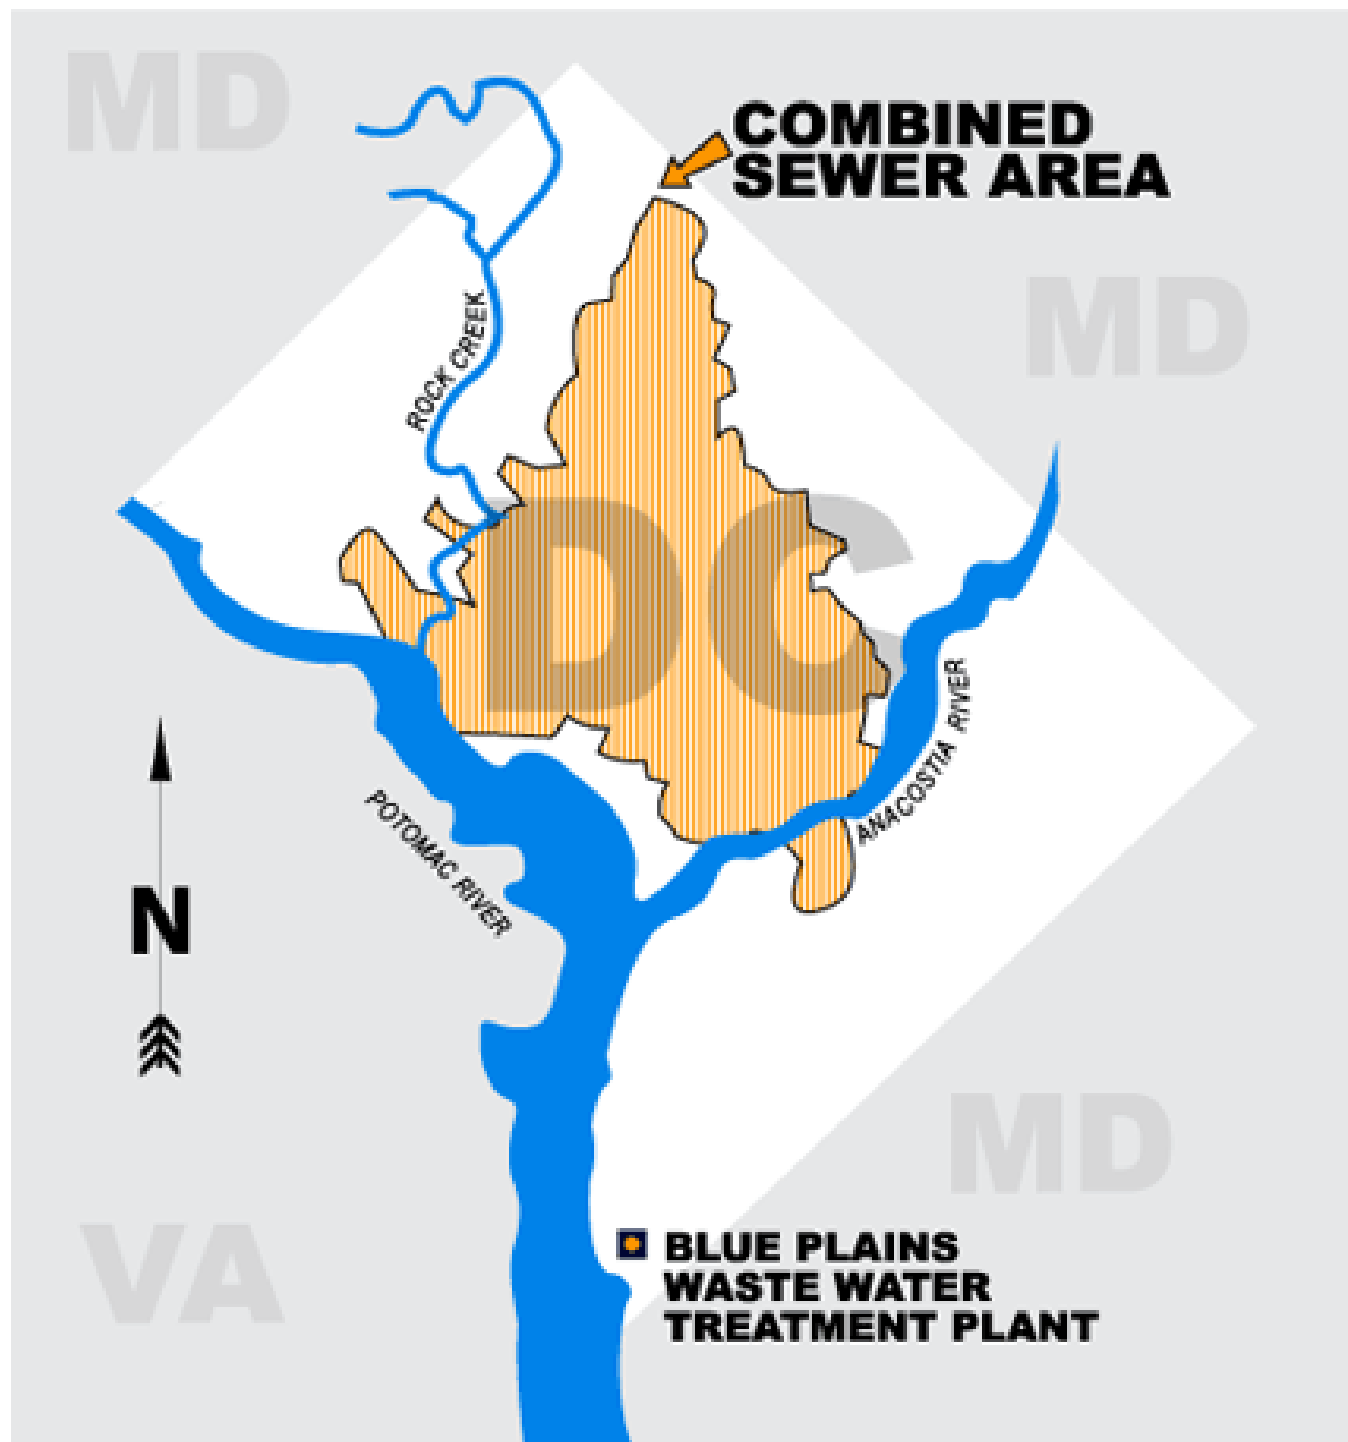 MD
COMBINED
SEWER AREA
MD
ROCK CREEK
DC
ANACOSTIA RIVER
POTOMAC RIVER
N
MD
VA
BLUE PLAINS
WASTE WATER
TREATMENT PLANT